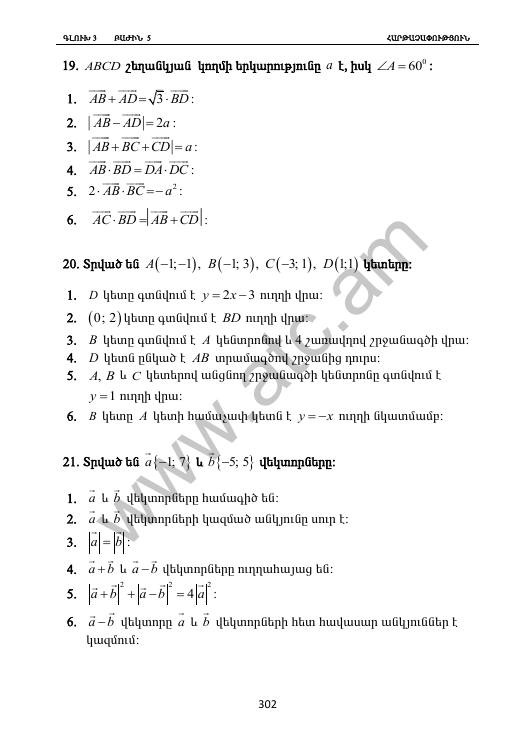 ԳԼՈՒԽ 3 ԲԱԺԻՆ 5 ՀԱՐԹԱՉԱՓՈՒԹՅՈՒՆ
19. ABCD շեղանկյան կողմի երկարությունը a է, իսկ ∠A = 60⁰ :
1. AB⃗ + AD⃗ = √3 · BD⃗ :
2. | AB⃗ − AD⃗ | = 2a :
3. | AB⃗ + BC⃗ + CD⃗ | = a :
4. AB⃗ · BD⃗ = DA⃗ · DC⃗ :
5. 2 · AB⃗ · BC⃗ = −a² :
6. AC⃗ · BD⃗ = | AB⃗ + CD⃗ | :
20. Տրված են A(−1; −1), B(−1; 3), C(−3; 1), D(1;1) կետերը:
1. D կետը գտնվում է y = 2x − 3 ուղղի վրա:
2. (0; 2) կետը գտնվում է BD ուղղի վրա:
3. B կետը գտնվում է A կենտրոնով և 4 շառավղով շրջանագծի վրա:
4. D կետն ընկած է AB տրամագծով շրջանից դուրս:
5. A, B և C կետերով անցնող շրջանագծի կենտրոնը գտնվում է
y = 1 ուղղի վրա:
6. B կետը A կետի համաչափ կետն է y = −x ուղղի նկատմամբ:
21. Տրված են a⃗{−1; 7} և b⃗{−5; 5} վեկտորները:
1. a⃗ և b⃗ վեկտորները համագիծ են:
2. a⃗ և b⃗ վեկտորների կազմած անկյունը սուր է:
3. |a⃗| = |b⃗| :
4. a⃗ + b⃗ և a⃗ − b⃗ վեկտորները ուղղահայաց են:
5. |a⃗ + b⃗|² + |a⃗ − b⃗|² = 4|a⃗|² :
6. a⃗ − b⃗ վեկտորը a⃗ և b⃗ վեկտորների հետ հավասար անկյուններ է
կազմում:
www.atc.am
302